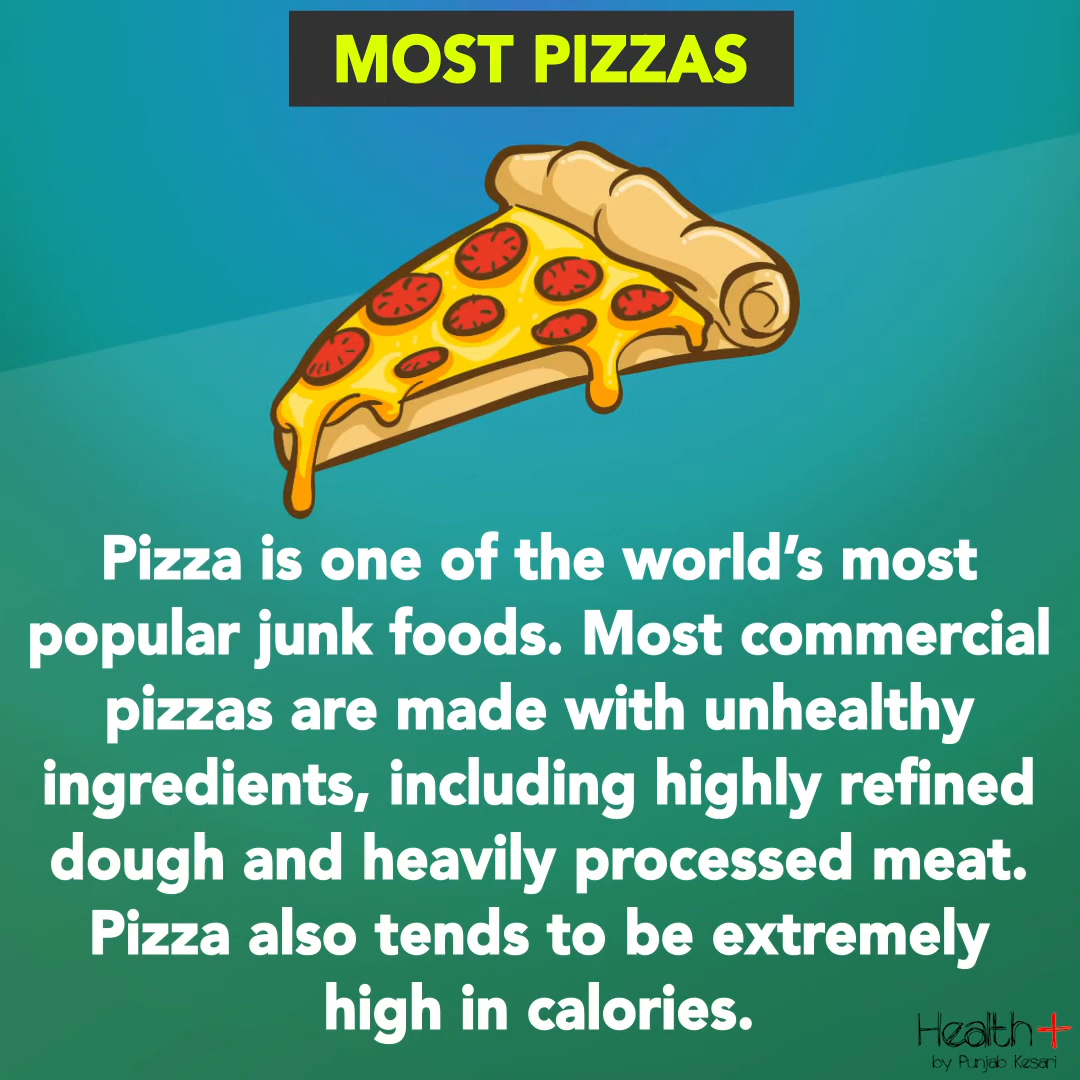 MOST PIZZAS
Pizza is one of the world’s most
popular junk foods. Most commercial
pizzas are made with unhealthy
ingredients, including highly refined
dough and heavily processed meat.
Pizza also tends to be extremely
high in calories.
Health+
by Punjab Kesari